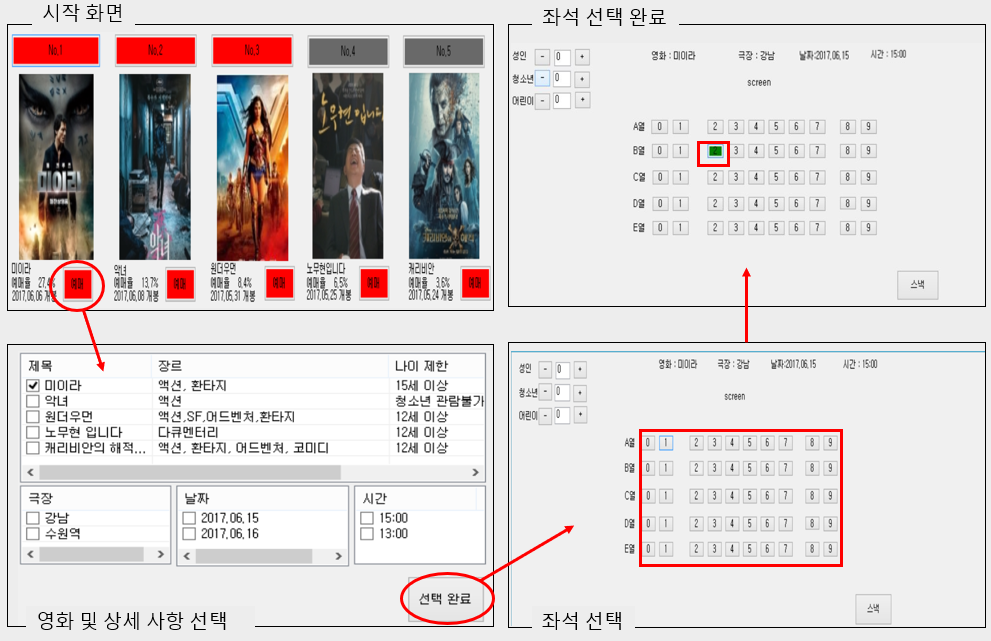 시작 화면
No.1 No.2 No.3 No.4 No.5
미이라
악녀
노무현입니다
미이라
예매율 27.4%
2017.06.06 개봉
예매
악녀
예매율 13.7%
2017.06.08 개봉
예매
원더우먼
예매율 8.4%
2017.05.31 개봉
예매
노무현입니다
예매율 6.5%
2017.05.25 개봉
예매
캐리비안
예매율 3.6%
2017.05.24 개봉
예매
좌석 선택 완료
성인 - 0 +
청소년 - 0 +
어린이 - 0 +
영화 : 미이라 극장 : 강남 날짜:2017.06.15 시간 : 15:00
screen
A열 0 1 2 3 4 5 6 7 8 9
B열 0 1 2 3 4 5 6 7 8 9
C열 0 1 2 3 4 5 6 7 8 9
D열 0 1 2 3 4 5 6 7 8 9
E열 0 1 2 3 4 5 6 7 8 9
스낵
제목 장르 나이 제한
미이라 액션, 환타지 15세 이상
악녀 액션 청소년 관람불가
원더우먼 액션,SF,어드벤처,환타지 12세 이상
노무현 입니다 다큐멘터리 12세 이상
캐리비안의 해적... 액션, 환타지, 어드벤처, 코미디 12세 이상
극장
강남
수원역
날짜
2017.06.15
2017.06.16
시간
15:00
13:00
선택 완료
영화 및 상세 사항 선택
성인 - 0 +
청소년 - 0 +
어린이 - 0 +
영화 : 미이라 극장 : 강남 날짜:2017.06.15 시간 : 15:00
screen
A열 0 1 2 3 4 5 6 7 8 9
B열 0 1 2 3 4 5 6 7 8 9
C열 0 1 2 3 4 5 6 7 8 9
D열 0 1 2 3 4 5 6 7 8 9
E열 0 1 2 3 4 5 6 7 8 9
스낵
좌석 선택